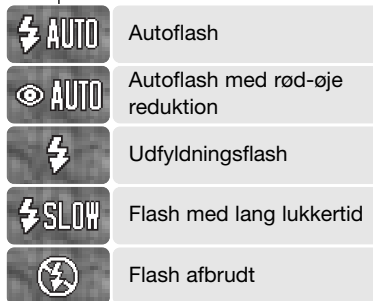 AUTO Autoflash
AUTO Autoflash med rød-øje
reduktion
Udfyldningsflash
SLOW Flash med lang lukkertid
Flash afbrudt